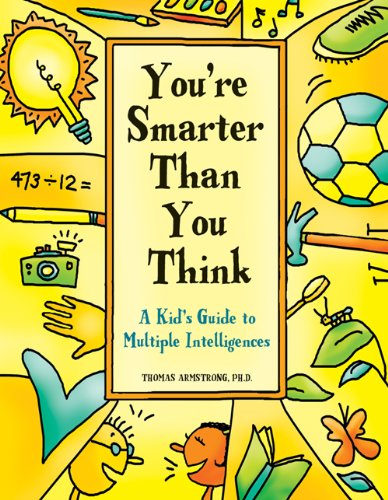 You're
Smarter
Than
You
Think
A Kid's Guide to
Multiple Intelligences
THOMAS ARMSTRONG, PH.D.
473÷12=